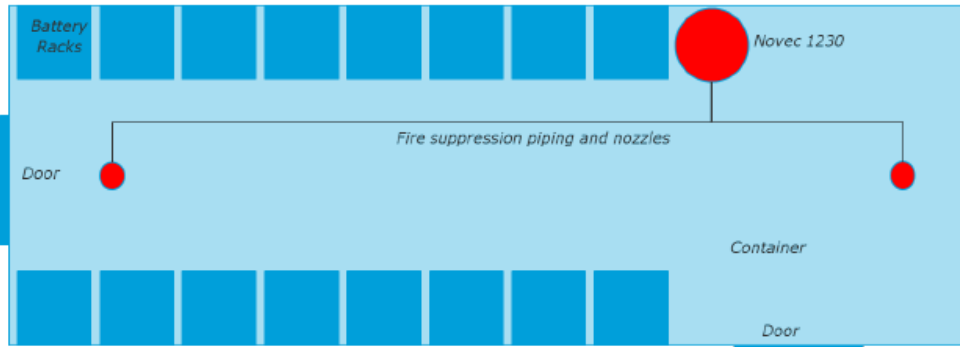 Battery
Racks
Novec 1230
Fire suppression piping and nozzles
Door
Container
Door